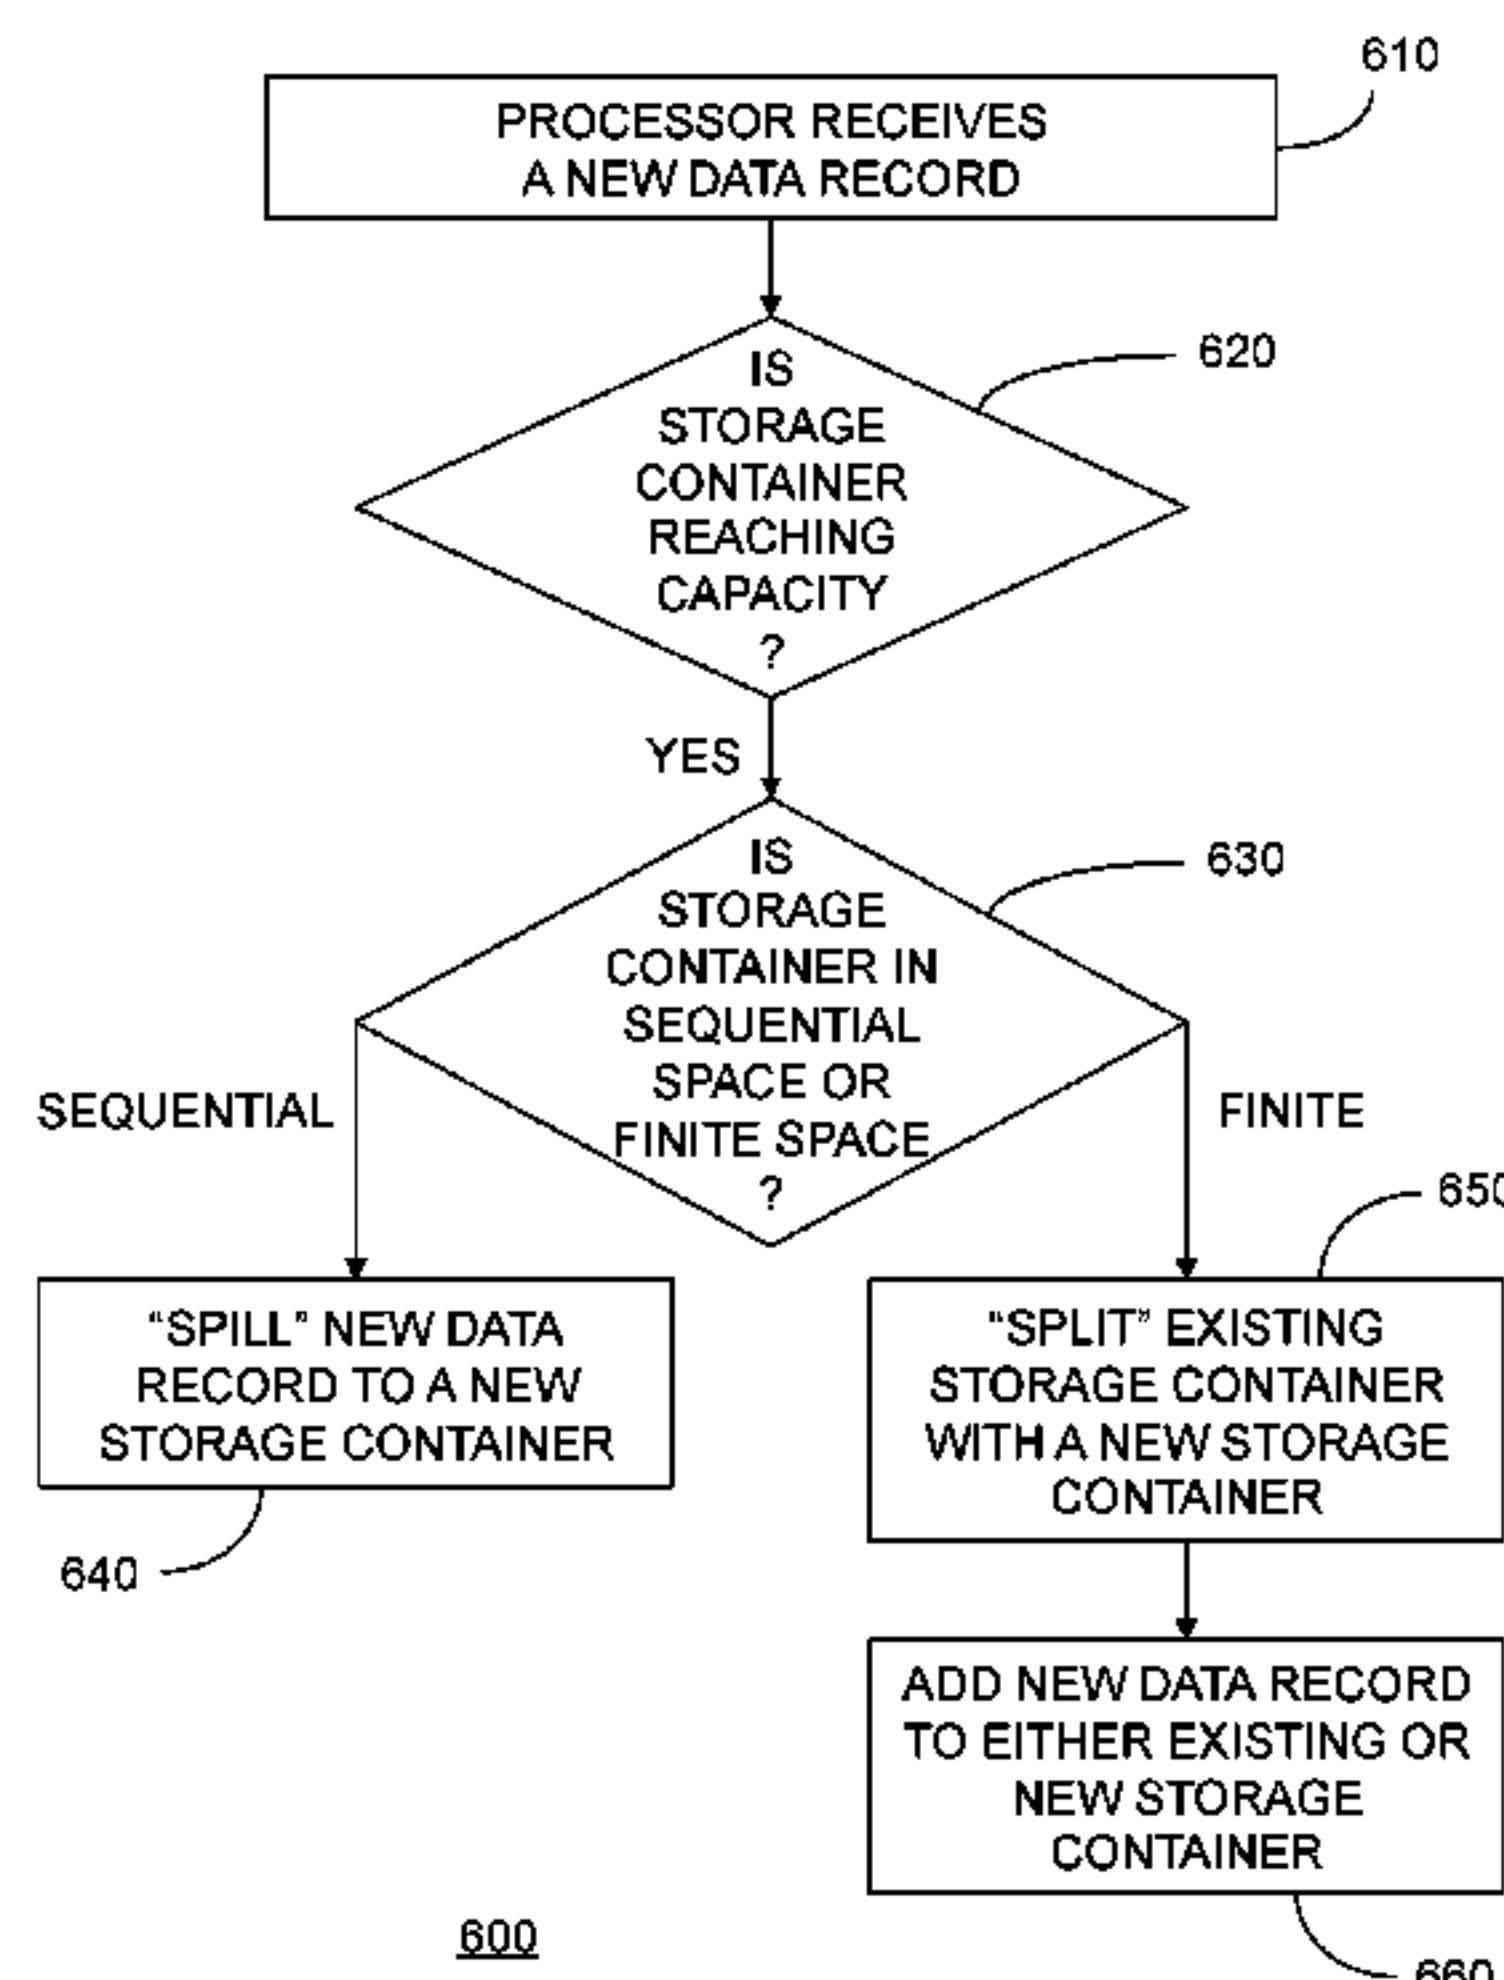 610
PROCESSOR RECEIVES
A NEW DATA RECORD
620
IS
STORAGE
CONTAINER
REACHING
CAPACITY
?
YES
630
IS
STORAGE
CONTAINER IN
SEQUENTIAL
SPACE OR
FINITE SPACE
?
SEQUENTIAL
FINITE
650
“SPILL” NEW DATA
RECORD TO A NEW
STORAGE CONTAINER
640
“SPLIT” EXISTING
STORAGE CONTAINER
WITH A NEW STORAGE
CONTAINER
ADD NEW DATA RECORD
TO EITHER EXISTING OR
NEW STORAGE
CONTAINER
600
660